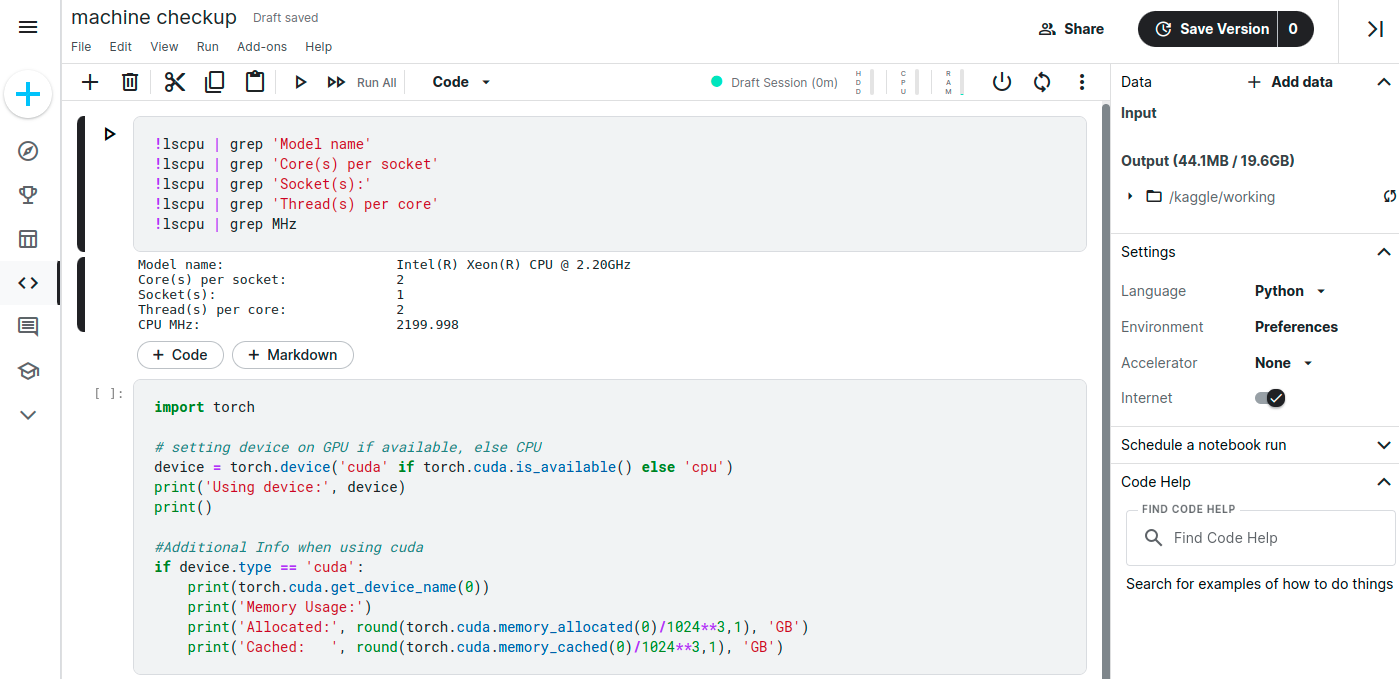 machine checkup Draft saved
Share
Save Version 0
File Edit View Run Add-ons Help
Run All
Code
Draft Session (0m)
HDD
CPU
RAM
!lscpu | grep 'Model name'
!lscpu | grep 'Core(s) per socket'
!lscpu | grep 'Socket(s):'
!lscpu | grep 'Thread(s) per core'
!lscpu | grep MHz
Model name: Intel(R) Xeon(R) CPU @ 2.20GHz
Core(s) per socket: 2
Socket(s): 1
Thread(s) per core: 2
CPU MHz: 2199.998
+ Code + Markdown
[ ]:
import torch
# setting device on GPU if available, else CPU
device = torch.device('cuda' if torch.cuda.is_available() else 'cpu')
print('Using device:', device)
print()
#Additional Info when using cuda
if device.type == 'cuda':
    print(torch.cuda.get_device_name(0))
    print('Memory Usage:')
    print('Allocated:', round(torch.cuda.memory_allocated(0)/1024**3,1), 'GB')
    print('Cached:   ', round(torch.cuda.memory_cached(0)/1024**3,1), 'GB')
Data + Add data
Input
Output (44.1MB / 19.6GB)
/kaggle/working
Settings
Language Python
Environment Preferences
Accelerator None
Internet
Schedule a notebook run
Code Help
FIND CODE HELP
Find Code Help
Search for examples of how to do things